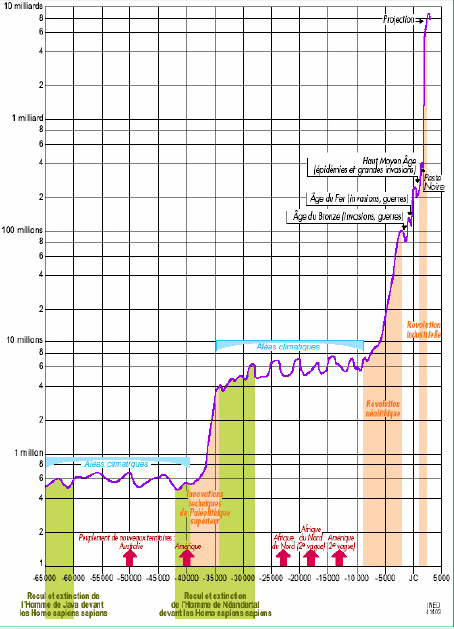 10 milliards
8
6
4
2
1 milliard
8
6
4
2
100 millions
8
6
4
2
10 millions
8
6
4
2
1 million
8
6
4
2
1
Projection
Haut Moyen Âge
(épidémies et grandes invasions)
Peste
Noire
Âge du Fer (invasions, guerres)
Âge du Bronze (invasions, guerres)
Révolution
industrielle
Aléas climatiques
Révolution
néolithique
Aléas climatiques
Innovations
techniques
du Paléolithique
supérieur
Peuplement de nouveaux territoires :
Australie
Amérique
Afrique
du Nord
Afrique
du Nord
(2e vague)
Amérique
(2e vague)
-65000 -60000 -55000 -50000 -45000 -40000 -35000 -30000 -25000 -20000 -15000 -10000 -5000 JC 5000
Recul et extinction de
l'Homme de Java devant
les Homo sapiens sapiens
Recul et extinction
de l'Homme de Néandertal
devant les Homo sapiens sapiens
INED